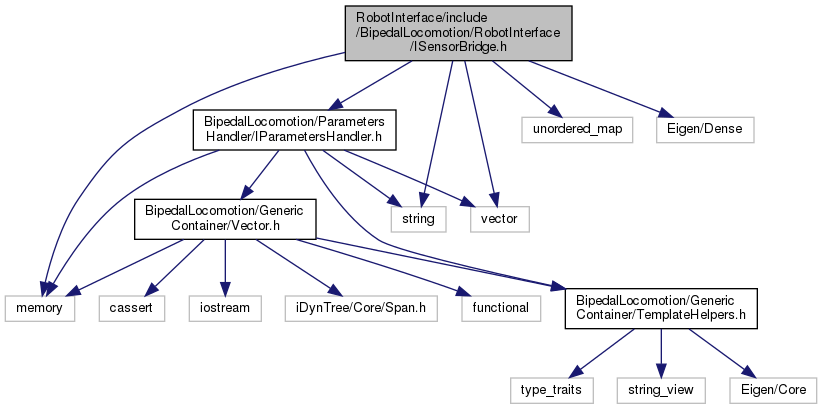 RobotInterface/include
/BipedalLocomotion/RobotInterface
/ISensorBridge.h
BipedalLocomotion/Parameters
Handler/IParametersHandler.h
unordered_map
Eigen/Dense
BipedalLocomotion/Generic
Container/Vector.h
string
vector
memory
cassert
iostream
iDynTree/Core/Span.h
functional
BipedalLocomotion/Generic
Container/TemplateHelpers.h
type_traits
string_view
Eigen/Core